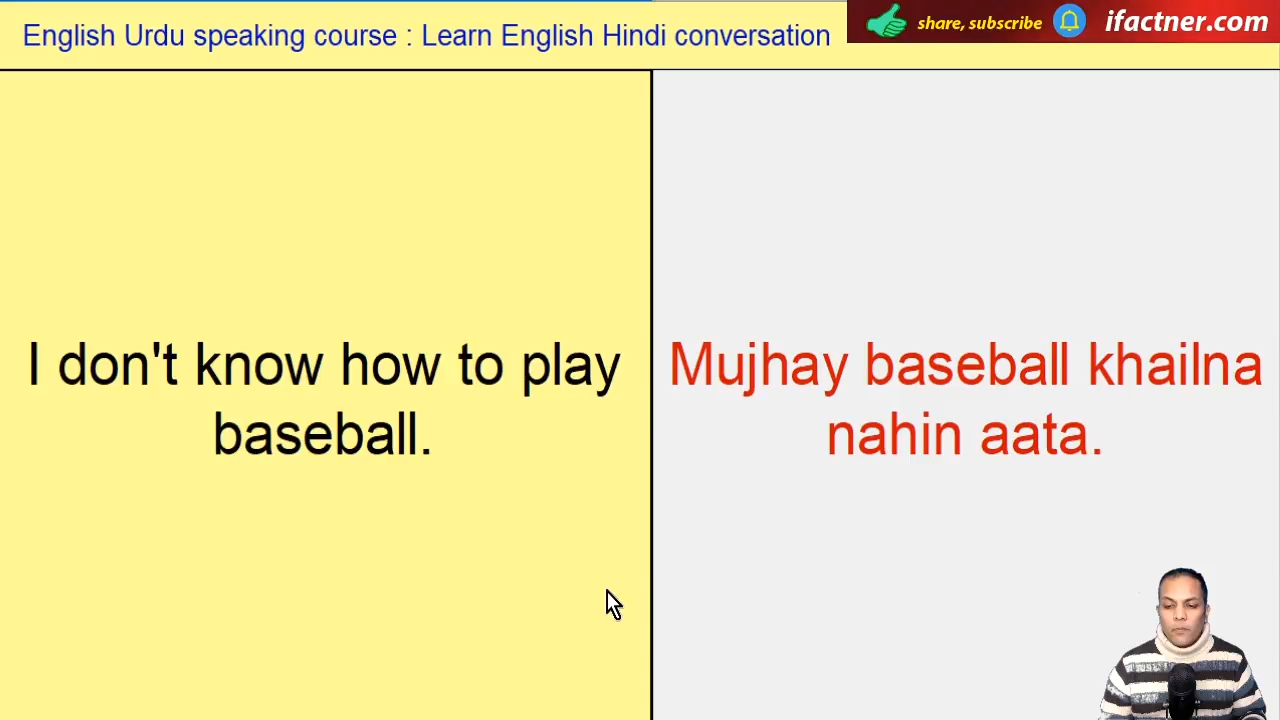 English Urdu speaking course : Learn English Hindi conversation
share, subscribe
ifactner.com
I don't know how to play
baseball.
Mujhay baseball khailna
nahin aata.